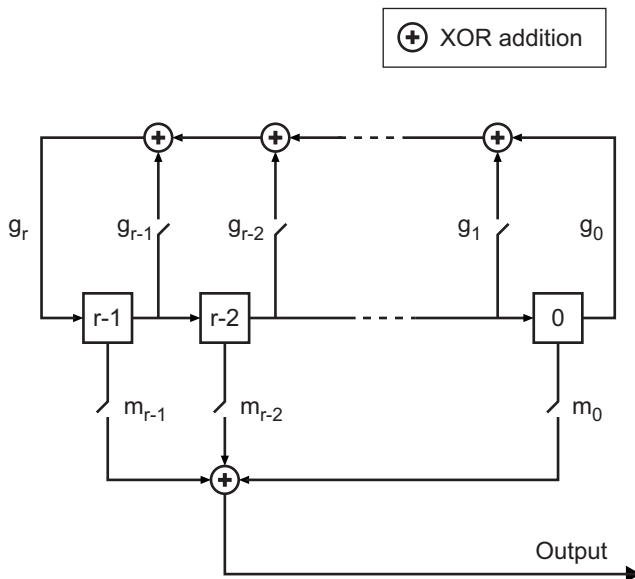 XOR addition
g_r
g_{r-1}
g_{r-2}
g_1
g_0
r-1
r-2
0
m_{r-1}
m_{r-2}
m_0
Output